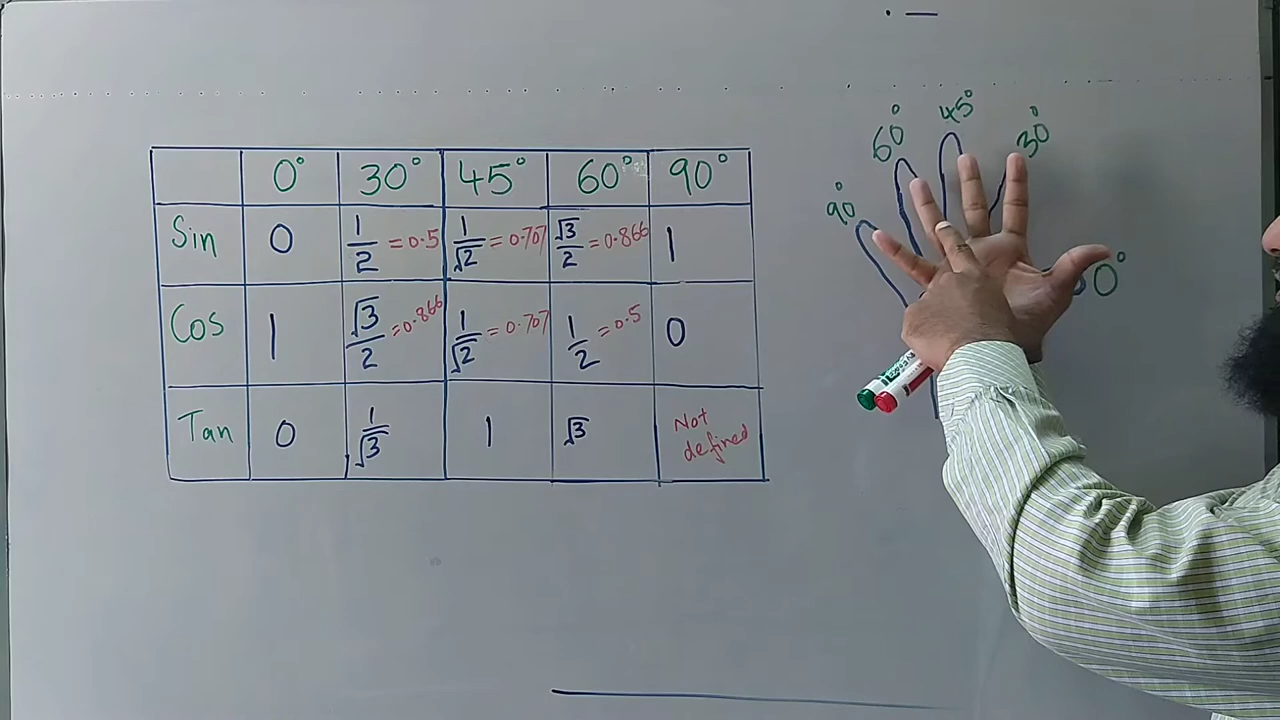 0° 30° 45° 60° 90°
Sin 0 1/2 = 0.5 1/√2 = 0.707 √3/2 = 0.866 1
Cos 1 √3/2 = 0.866 1/√2 = 0.707 1/2 = 0.5 0
Tan 0 1/√3 1 √3 Not defined
90°
60°
45°
30°
0°